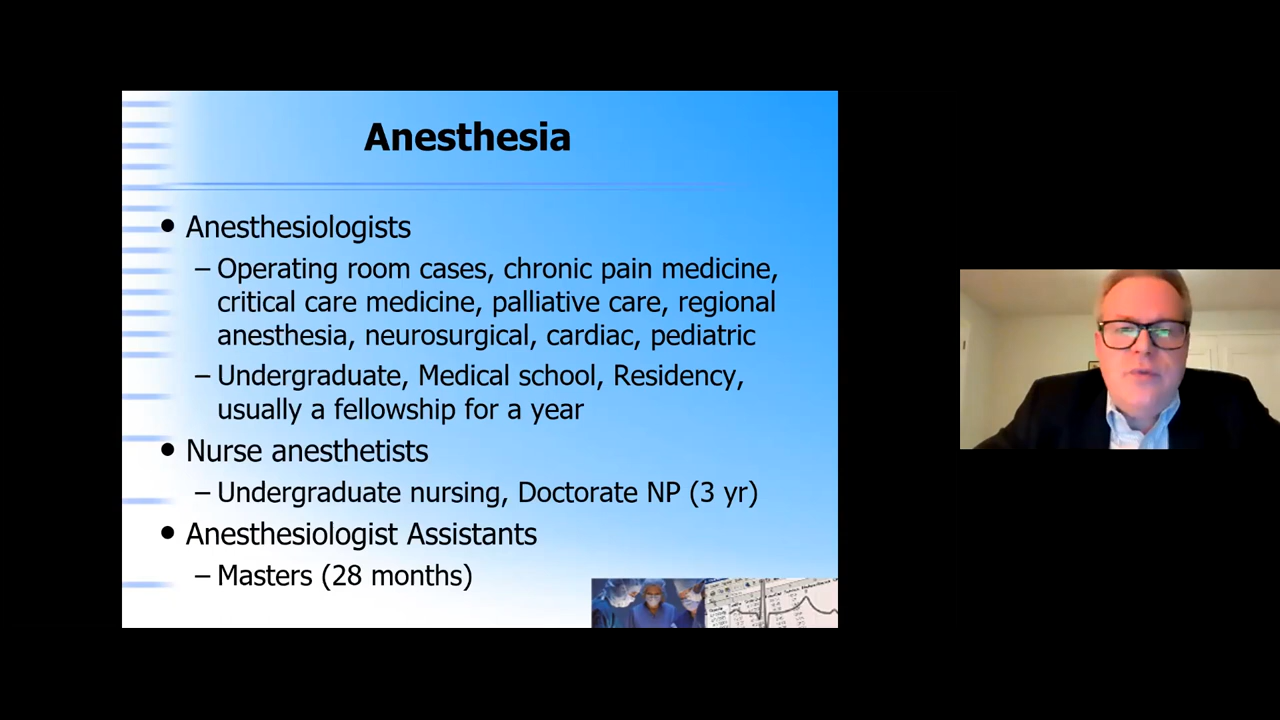 Anesthesia
• Anesthesiologists
– Operating room cases, chronic pain medicine,
critical care medicine, palliative care, regional
anesthesia, neurosurgical, cardiac, pediatric
– Undergraduate, Medical school, Residency,
usually a fellowship for a year
• Nurse anesthetists
– Undergraduate nursing, Doctorate NP (3 yr)
• Anesthesiologist Assistants
– Masters (28 months)